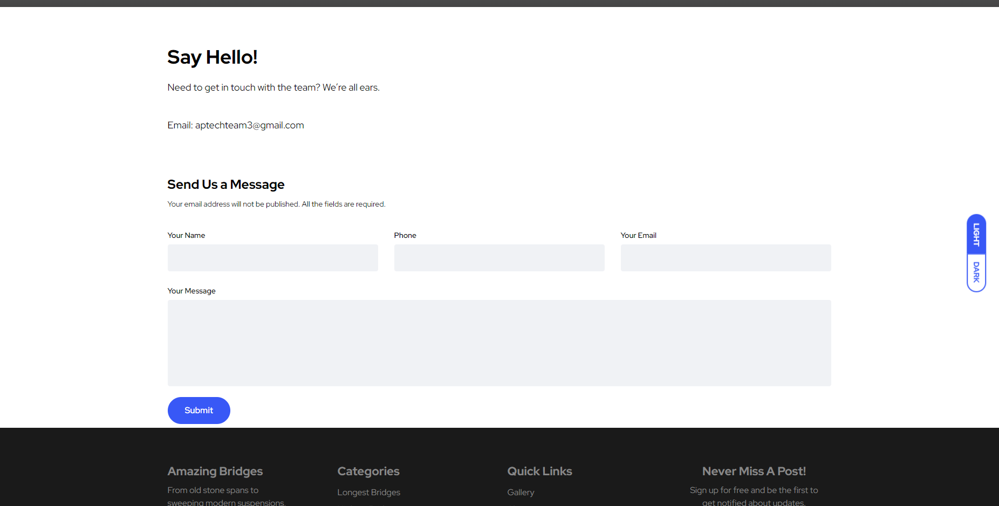 Say Hello!
Need to get in touch with the team? We’re all ears.
Email: aptechteam3@gmail.com
Send Us a Message
Your email address will not be published. All the fields are required.
Your Name
Phone
Your Email
Your Message
Submit
LIGHT
DARK
Amazing Bridges
From old stone spans to
sweeping modern suspensions,
Categories
Longest Bridges
Quick Links
Gallery
Never Miss A Post!
Sign up for free and be the first to
get notified about updates.